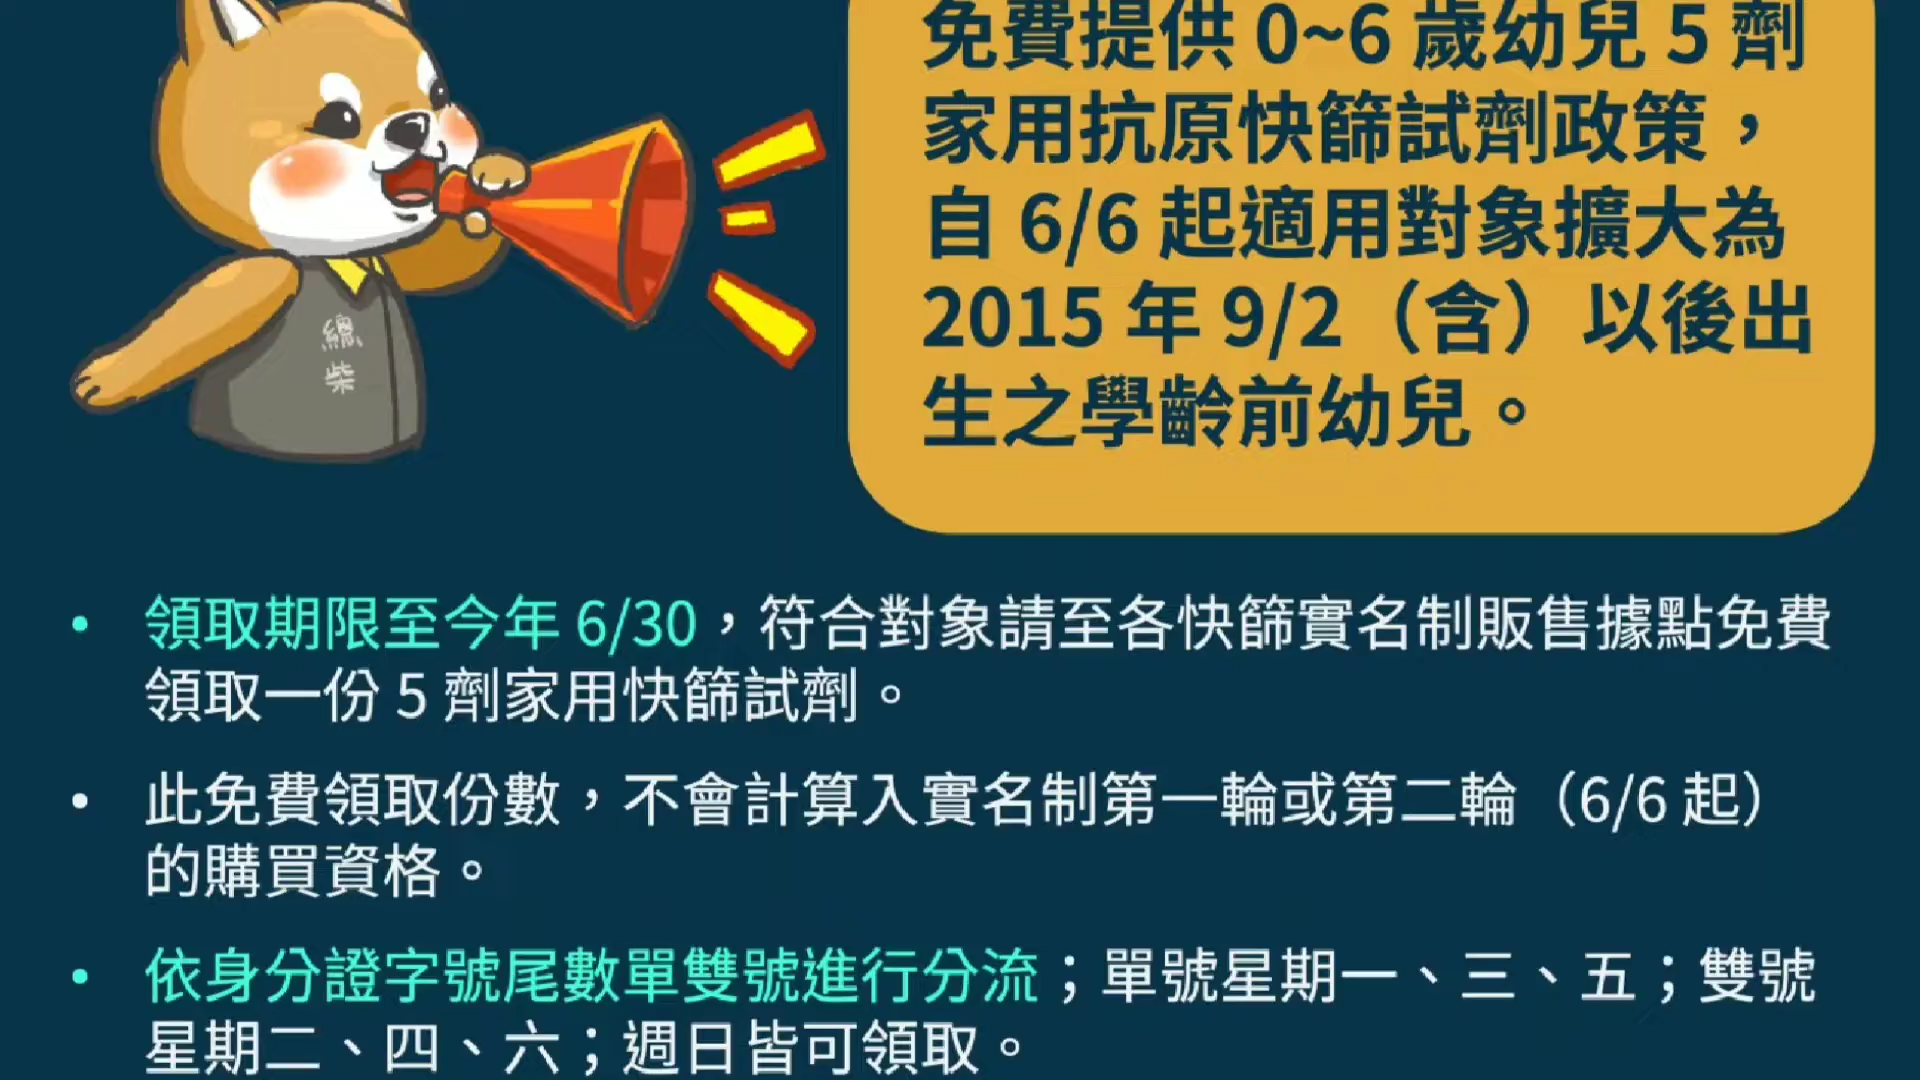 免費提供 0~6 歲幼兒 5 劑
家用抗原快篩試劑政策，
自 6/6 起適用對象擴大為
2015 年 9/2（含）以後出
生之學齡前幼兒。
總
柴
• 領取期限至今年 6/30，符合對象請至各快篩實名制販售據點免費
領取一份 5 劑家用快篩試劑。
• 此免費領取份數，不會計算入實名制第一輪或第二輪（6/6 起）
的購買資格。
• 依身分證字號尾數單雙號進行分流；單號星期一、三、五；雙號
星期二、四、六；週日皆可領取。